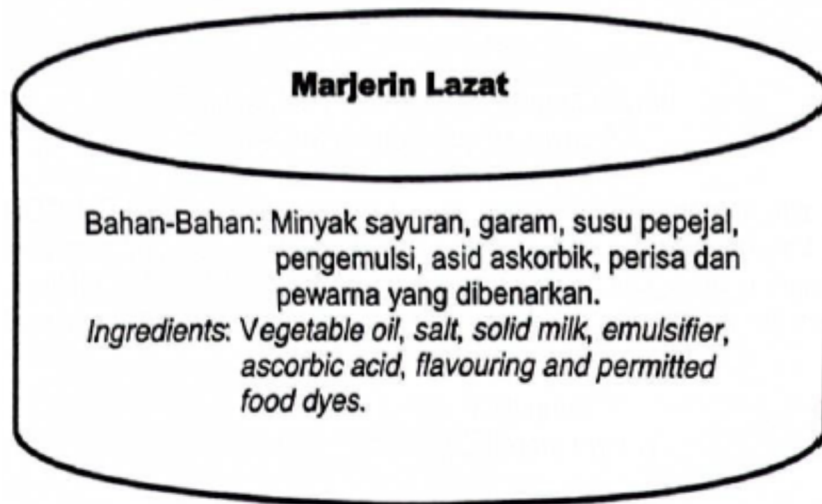 Marjerin Lazat
Bahan-Bahan: Minyak sayuran, garam, susu pepejal,
pengemulsi, asid askorbik, perisa dan
pewarna yang dibenarkan.
Ingredients: Vegetable oil, salt, solid milk, emulsifier,
ascorbic acid, flavouring and permitted
food dyes.